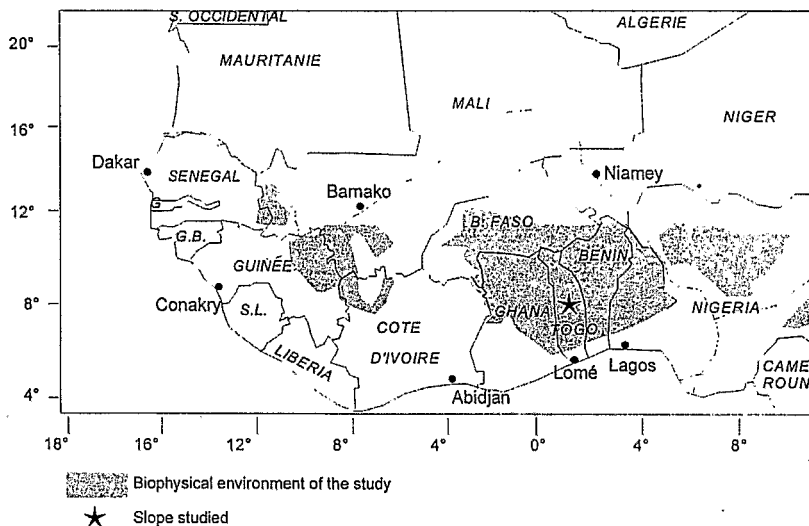 S. OCCIDENTAL
20°
ALGERIE
MAURITANIE
MALI
NIGER
16°
Dakar
SENEGAL
Niamey
Bamako
12°
G
B. FASO
G.B.
BÉNIN
GUINÉE
8°
Conakry
S.L.
GHANA
NIGERIA
COTE
TOGO
D'IVOIRE
LIBERIA
CAME
ROUN
Lomé
Lagos
4°
Abidjan
18° 16° 12° 8° 4° 0° 4° 8°
Biophysical environment of the study
Slope studied